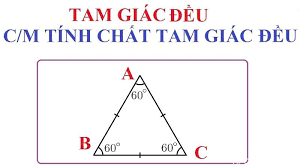 TAM GIÁC ĐỀU
C/M TÍNH CHẤT TAM GIÁC ĐỀU
A
60°
B 60° 60° C